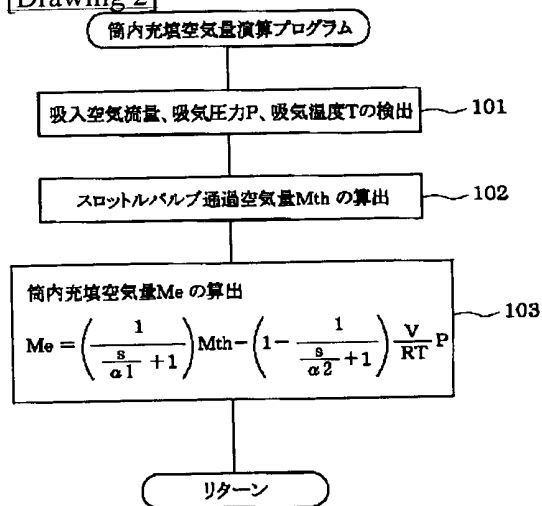 [Drawing 2]
筒内充填空気量演算プログラム
吸入空気流量、吸気圧力P、吸気温度Tの検出
101
スロットルバルブ通過空気量Mth の算出
102
筒内充填空気量Me の算出
Me = ( 1 / ( s/α1 + 1 ) ) Mth − ( 1 − 1 / ( s/α2 + 1 ) ) V/RT P
103
リターン